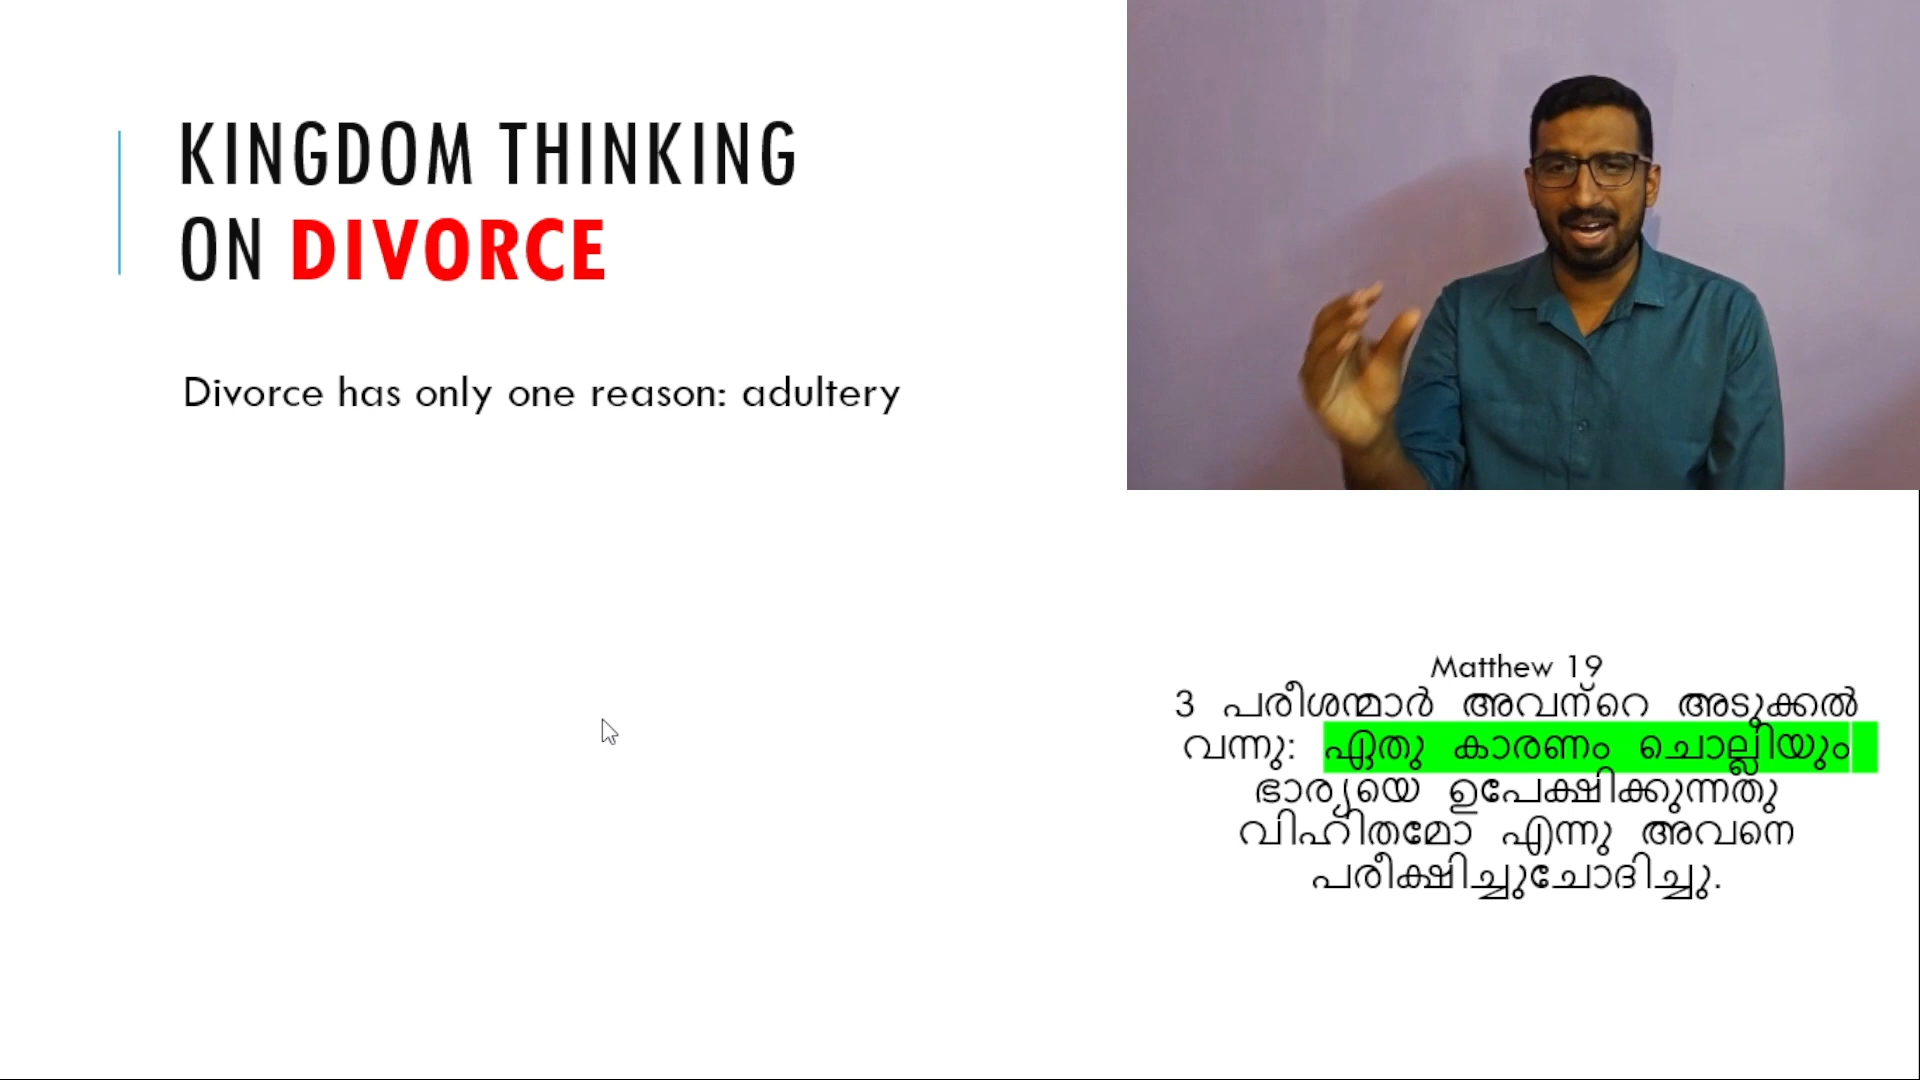 KINGDOM THINKING
ON DIVORCE
Divorce has only one reason: adultery
Matthew 19
3 പരീശന്മാർ അവന്റെ അടുക്കൽ
വന്നു: ഏതു കാരണം ചൊല്ലിയും
ഭാര്യയെ ഉപേക്ഷിക്കുന്നതു
വിഹിതമോ എന്നു അവനെ
പരീക്ഷിച്ചുചോദിച്ചു.